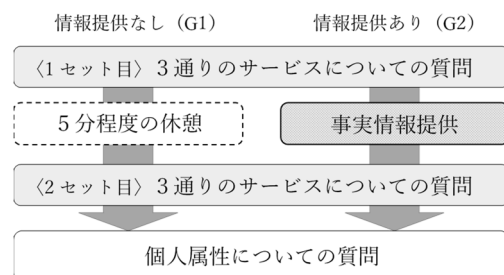 情報提供なし（G1） 情報提供あり（G2）
〈1セット目〉3通りのサービスについての質問
5分程度の休憩 事実情報提供
〈2セット目〉3通りのサービスについての質問
個人属性についての質問